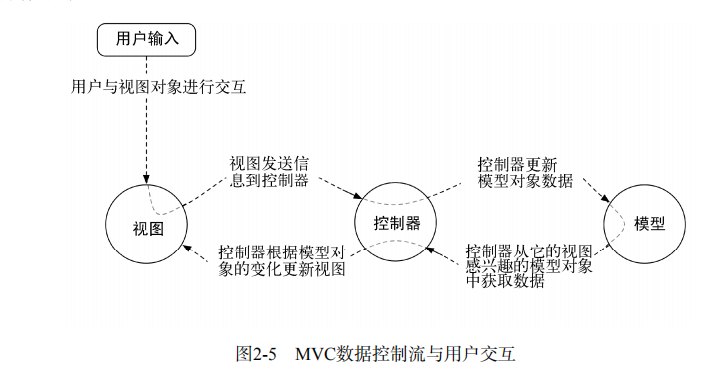 用户输入
用户与视图对象进行交互
视图发送信
息到控制器
控制器更新
模型对象数据
视图
控制器
模型
控制器根据模型对
象的变化更新视图
控制器从它的视图
感兴趣的模型对象
中获取数据
图2-5 MVC数据控制流与用户交互